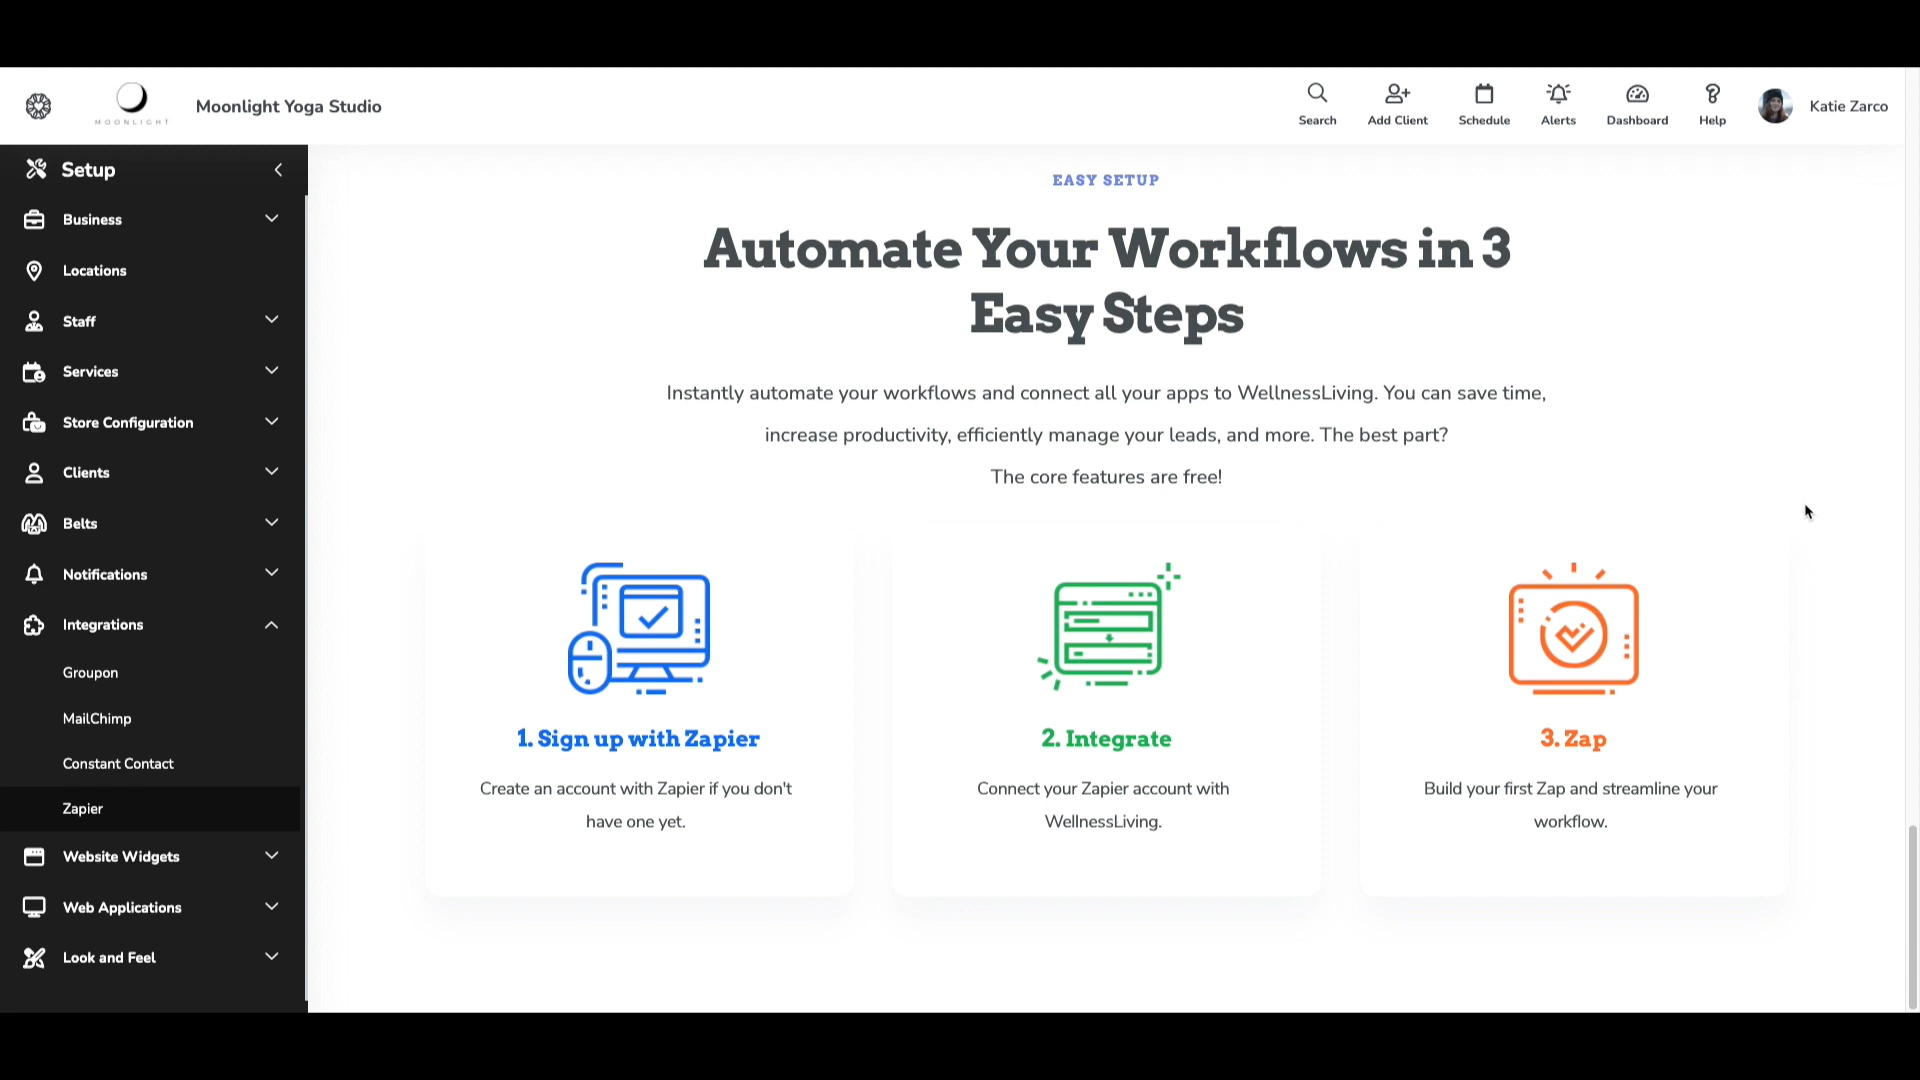 MOONLIGHT
Moonlight Yoga Studio
Search
Add Client
Schedule
Alerts
Dashboard
Help
Katie Zarco
Setup
Business
Locations
Staff
Services
Store Configuration
Clients
Belts
Notifications
Integrations
Groupon
MailChimp
Constant Contact
Zapier
Website Widgets
Web Applications
Look and Feel
EASY SETUP
Automate Your Workflows in 3
Easy Steps
Instantly automate your workflows and connect all your apps to WellnessLiving. You can save time,
increase productivity, efficiently manage your leads, and more. The best part?
The core features are free!
1. Sign up with Zapier
Create an account with Zapier if you don't
have one yet.
2. Integrate
Connect your Zapier account with
WellnessLiving.
3. Zap
Build your first Zap and streamline your
workflow.